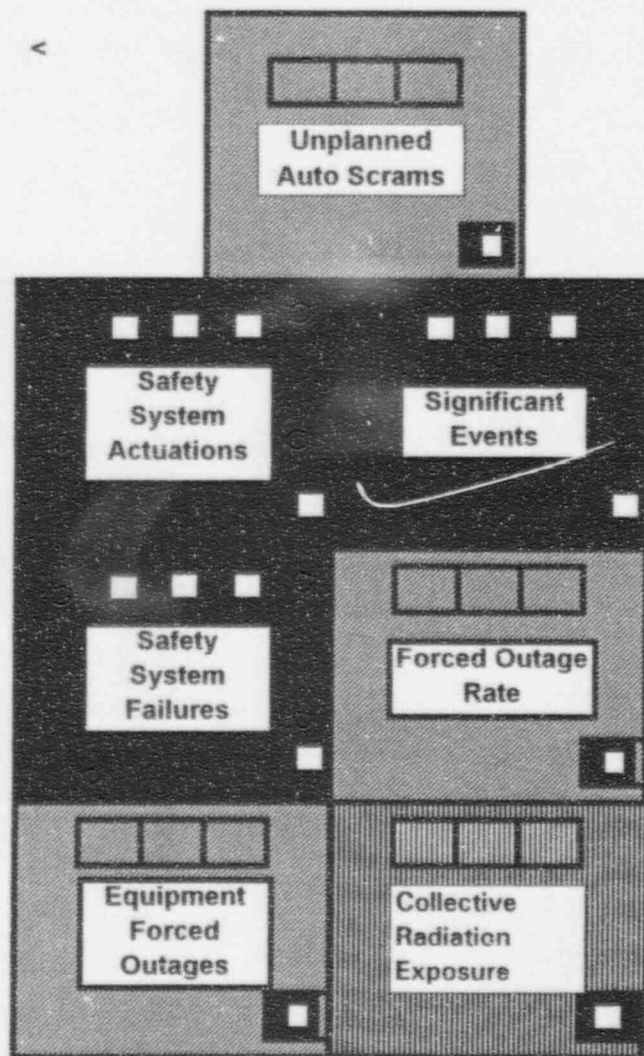 <
Unplanned
Auto Scrams
Safety
System
Actuations
Significant
Events
Safety
System
Failures
Forced Outage
Rate
Equipment
Forced
Outages
Collective
Radiation
Exposure